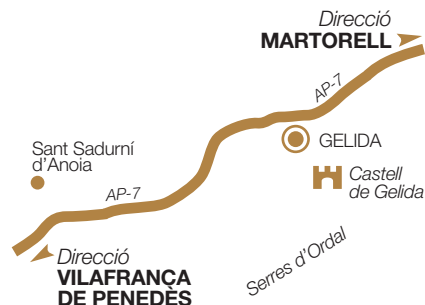 Direcció
MARTORELL
AP-7
GELIDA
Sant Sadurní
d'Anoia
Castell
de Gelida
AP-7
Serres d'Ordal
Direcció
VILAFRANCA
DE PENEDÈS